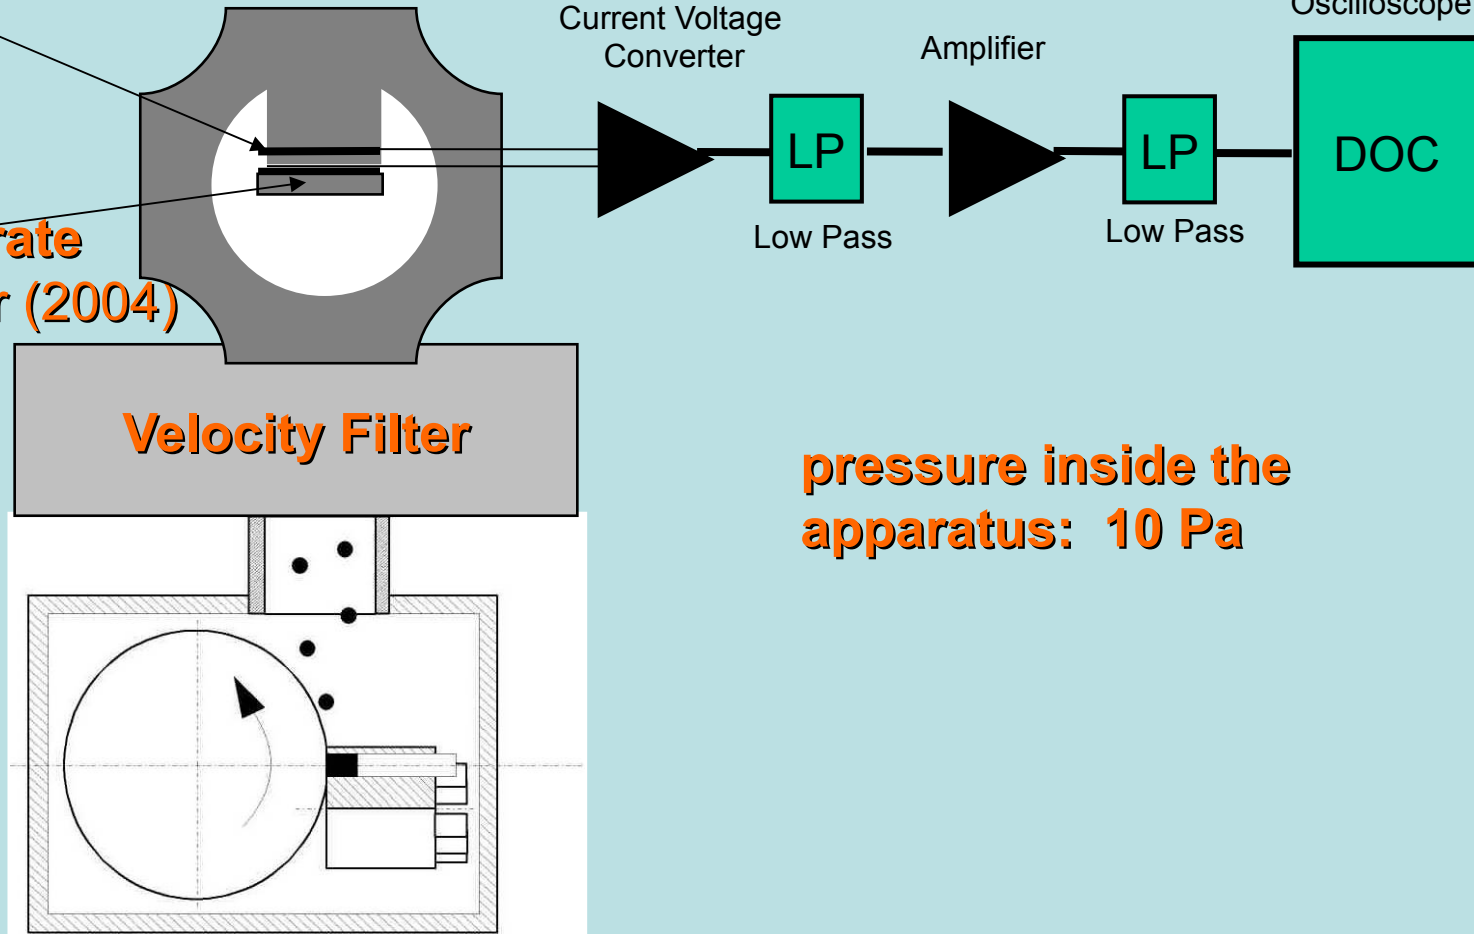 Current Voltage
Converter
Amplifier
Oscilloscope
LP
LP
DOC
Low Pass
Low Pass
rate
r (2004)
Velocity Filter
pressure inside the
apparatus: 10 Pa